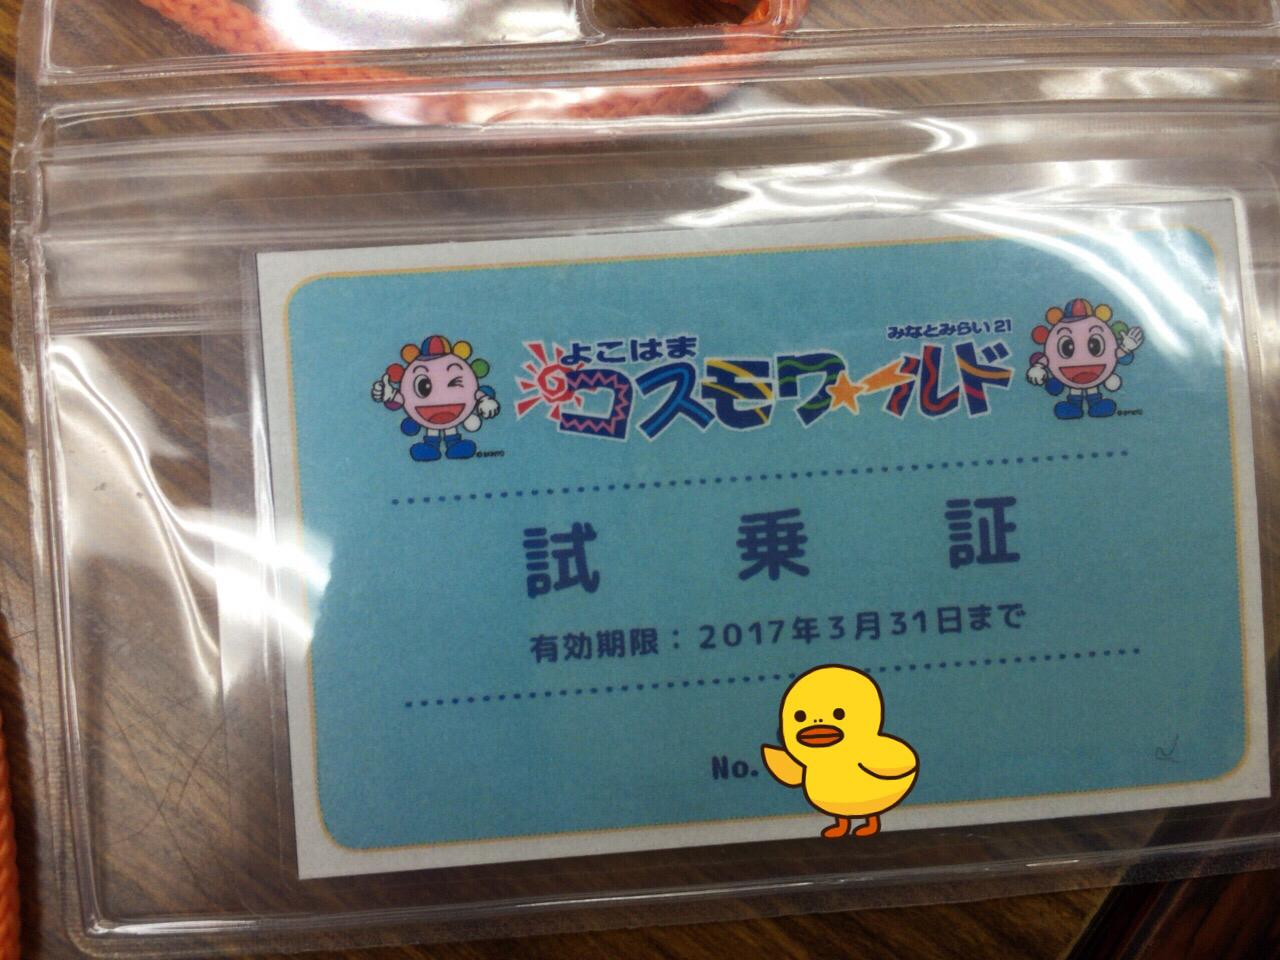 みなとみらい21
よこはま
コスモワールド
試乗証
有効期限：2017年3月31日まで
No.